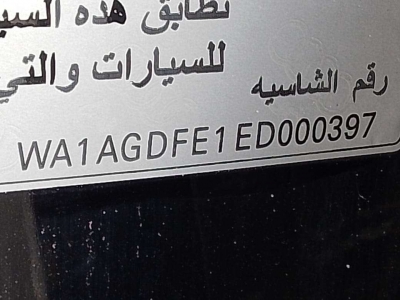 تطابق هذه
للسيارات والتي
رقم الشاسيه
WA1AGDFE1ED000397